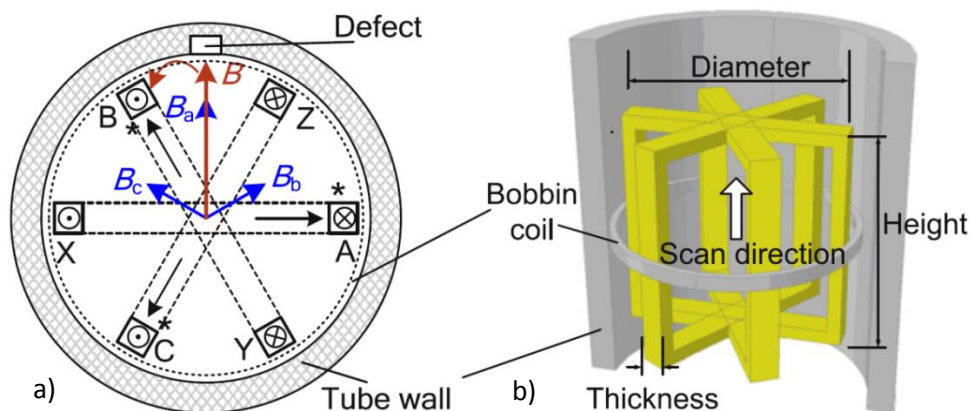 Defect
B
B
*
Z
Ba
Bc
Bb
*
X
A
*
C
Y
a)
Tube wall
Diameter
Bobbin
coil
Scan direction
Height
b)
Thickness